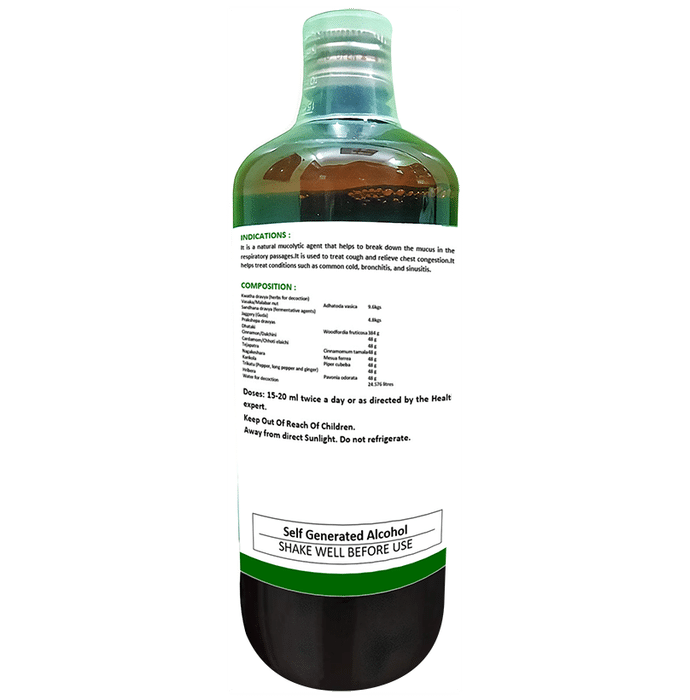 INDICATIONS :
It is a natural mucolytic agent that helps to break down the mucus in the
respiratory passages.It is used to treat cough and relieve chest congestion.It
helps treat conditions such as common cold, bronchitis, and sinusitis.
COMPOSITION :
Kwatha dravya (herbs for decoction)
Vasaka/Malabar nut Adhatoda vasica 9.6kgs
Sandhana dravya (fermentative agents)
Jaggery (Guda) 4.8kgs
Prakshepa dravyas
Dhataki Woodfordia fruticosa 384 g
Cinnamon/Dalchini 48 g
Cardamom/Chhoti elaichi 48 g
Tejapatra Cinnamomum tamala 48 g
Nagakeshara Mesua ferrea 48 g
Kankola Piper cubeba 48 g
Trikatu (Pepper, long pepper and ginger) 48 g
Hribera Pavonia odorata 48 g
Water for decoction 24.576 litres
Doses: 15-20 ml twice a day or as directed by the Healt
expert.
Keep Out Of Reach Of Children.
Away from direct Sunlight. Do not refrigerate.
Self Generated Alcohol
SHAKE WELL BEFORE USE